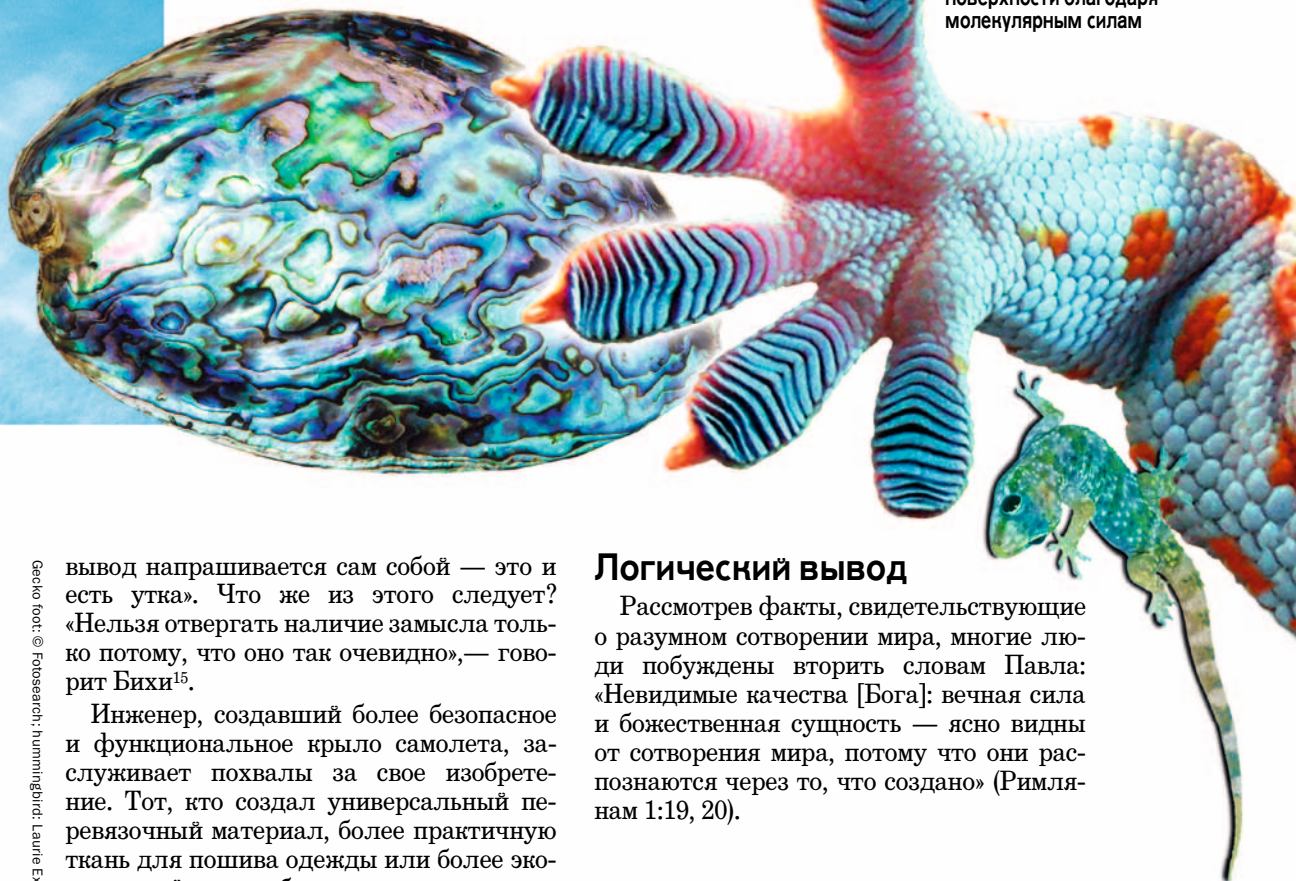 поверхности благодаря
молекулярным силам
вывод напрашивается сам собой — это и
есть утка». Что же из этого следует?
«Нельзя отвергать наличие замысла толь-
ко потому, что оно так очевидно»,— гово-
рит Бихи¹⁵.
Инженер, создавший более безопасное
и функциональное крыло самолета, за-
служивает похвалы за свое изобрете-
ние. Тот, кто создал универсальный пе-
ревязочный материал, более практичную
ткань для пошива одежды или более эко-
Логический вывод
Рассмотрев факты, свидетельствующие
о разумном сотворении мира, многие лю-
ди побуждены вторить словам Павла:
«Невидимые качества [Бога]: вечная сила
и божественная сущность — ясно видны
от сотворения мира, потому что они рас-
познаются через то, что создано» (Римля-
нам 1:19, 20).
Gecko foot: © Fotosearch; hummingbird: Laurie Ex